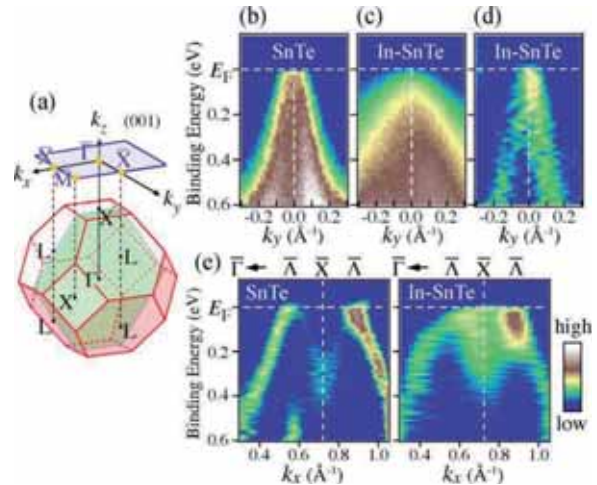 (a)
(001)
k_z
X̄
Γ̄
X̄
M̄
k_x
k_y
X
L
L
Γ
X
L
L
(b)
(c)
(d)
SnTe
In-SnTe
In-SnTe
Binding Energy (eV)
E_F
0.2
0.4
0.6
-0.2 0.0 0.2
-0.2 0.0 0.2
-0.2 0.0 0.2
k_y (Å⁻¹)
k_y (Å⁻¹)
k_y (Å⁻¹)
(e)
Γ̄ ← Λ̄ X̄ Λ̄
Γ̄ ← Λ̄ X̄ Λ̄
SnTe
In-SnTe
Binding Energy (eV)
E_F
0.2
0.4
0.6
0.4 0.6 0.8 1.0
0.4 0.6 0.8 1.0
k_x (Å⁻¹)
k_x (Å⁻¹)
high
low